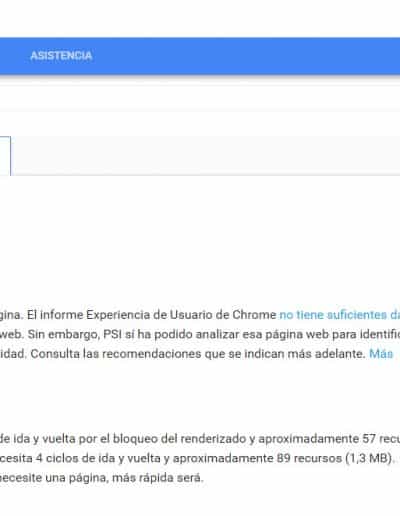 ASISTENCIA
gina. El informe Experiencia de Usuario de Chrome no tiene suficientes da
web. Sin embargo, PSI sí ha podido analizar esa página web para identific
idad. Consulta las recomendaciones que se indican más adelante. Más
de ida y vuelta por el bloqueo del renderizado y aproximadamente 57 recu
cesita 4 ciclos de ida y vuelta y aproximadamente 89 recursos (1,3 MB).
necesite una página, más rápida será.